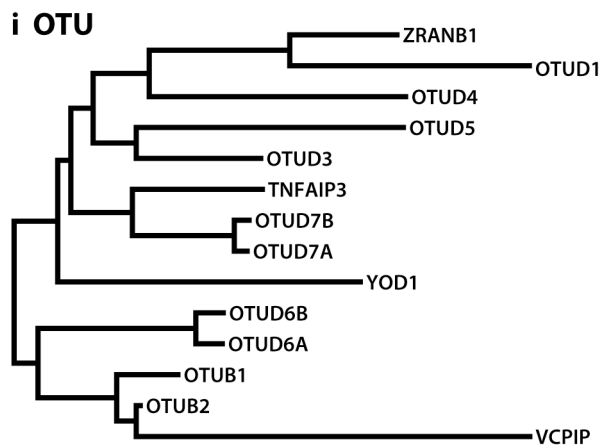 i OTU
ZRANB1
OTUD1
OTUD4
OTUD5
OTUD3
TNFAIP3
OTUD7B
OTUD7A
YOD1
OTUD6B
OTUD6A
OTUB1
OTUB2
VCPIP